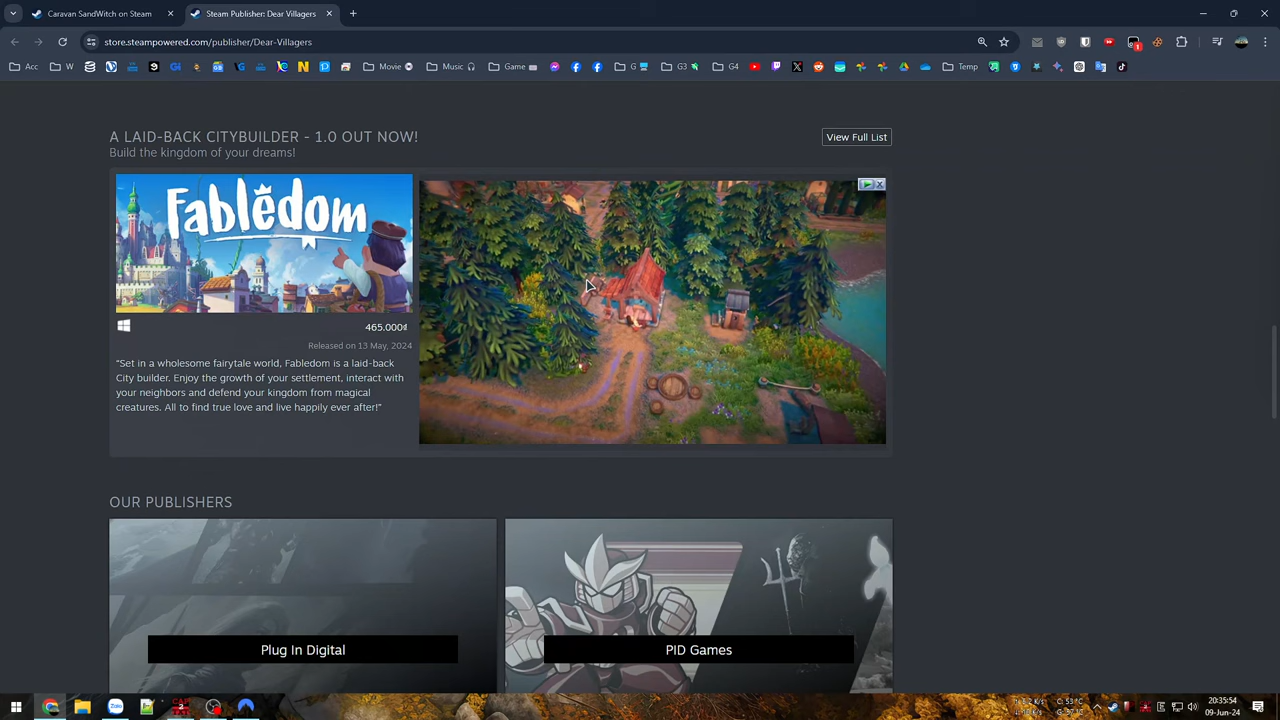 Caravan SandWitch on Steam
Steam Publisher: Dear Villagers
store.steampowered.com/publisher/Dear-Villagers
Acc
W
Movie
Music
Game
G
G3
G4
Temp
A LAID-BACK CITYBUILDER - 1.0 OUT NOW!
View Full List
Build the kingdom of your dreams!
Fabledom
465.000₫
Released on 13 May, 2024
"Set in a wholesome fairytale world, Fabledom is a laid-back
City builder. Enjoy the growth of your settlement, interact with
your neighbors and defend your kingdom from magical
creatures. All to find true love and live happily ever after!"
OUR PUBLISHERS
Plug In Digital
PID Games
Zalo
20:35:54
09-Jun-24